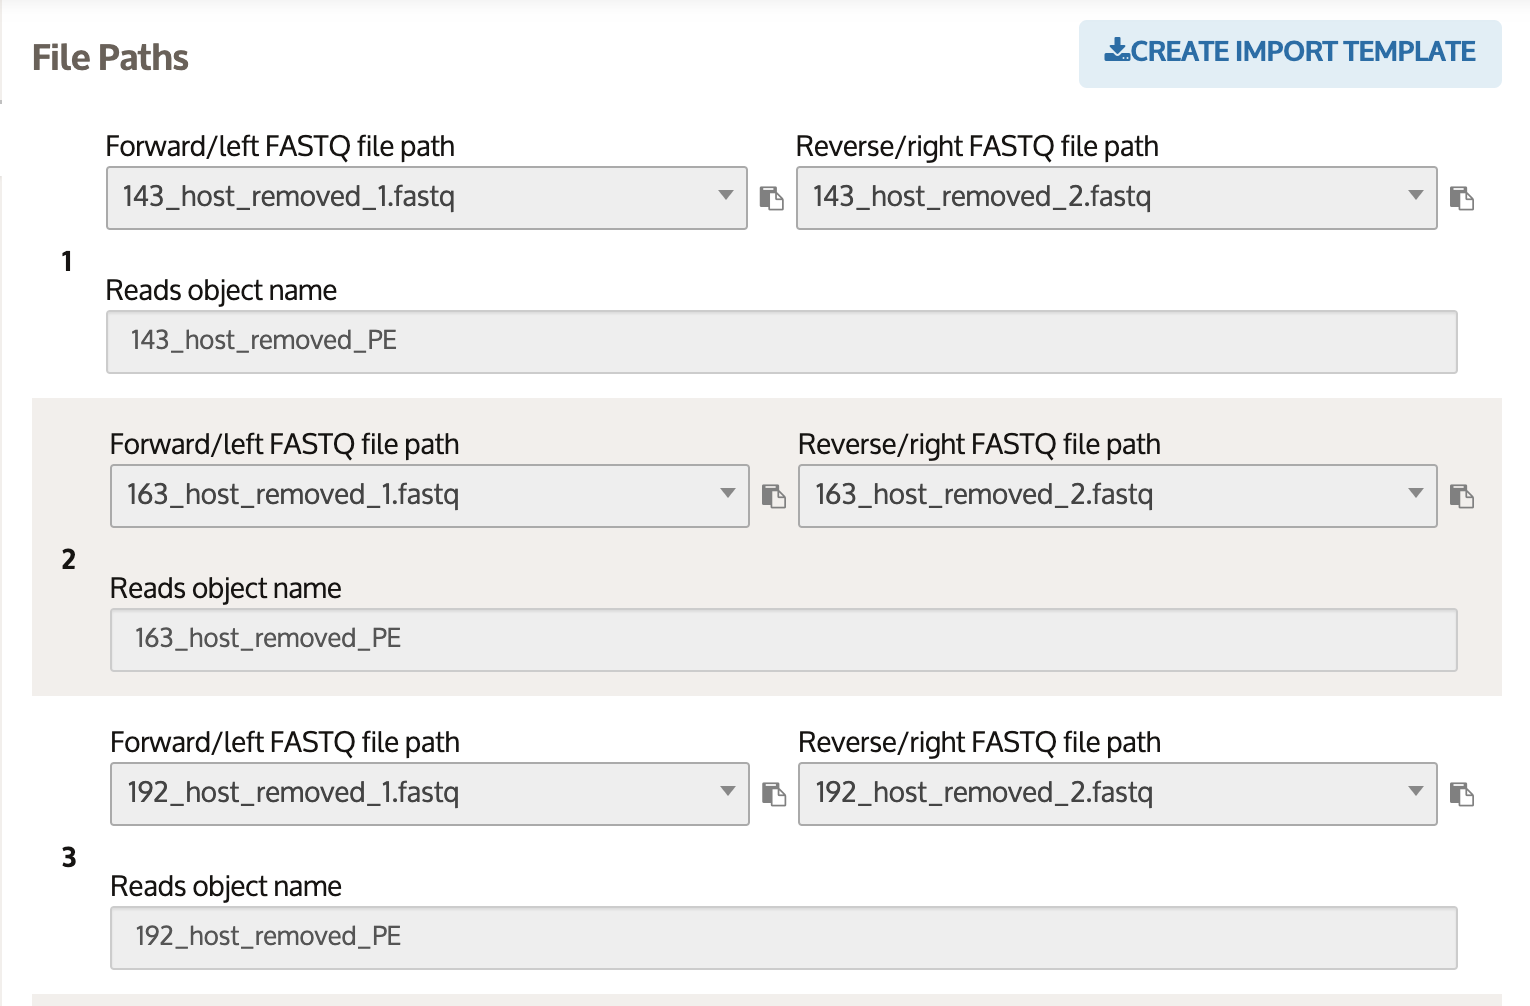 File Paths
CREATE IMPORT TEMPLATE
Forward/left FASTQ file path
Reverse/right FASTQ file path
143_host_removed_1.fastq
143_host_removed_2.fastq
1
Reads object name
143_host_removed_PE
Forward/left FASTQ file path
Reverse/right FASTQ file path
163_host_removed_1.fastq
163_host_removed_2.fastq
2
Reads object name
163_host_removed_PE
Forward/left FASTQ file path
Reverse/right FASTQ file path
192_host_removed_1.fastq
192_host_removed_2.fastq
3
Reads object name
192_host_removed_PE